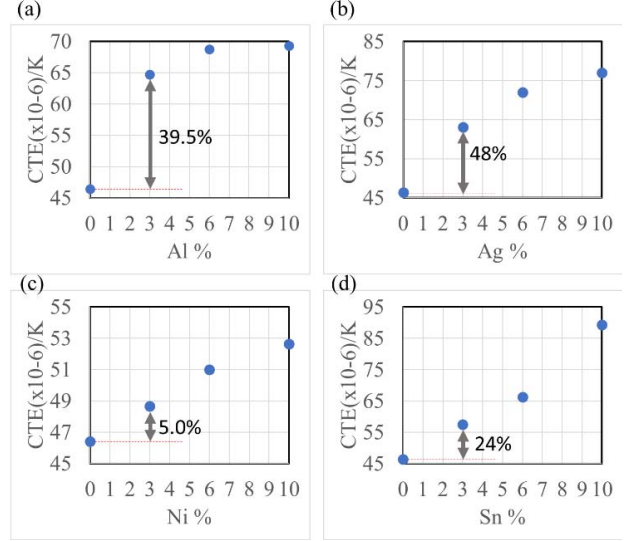 (a)
CTE(x10-6)/K
70
65
60
55
50
45
39.5%
0 1 2 3 4 5 6 7 8 9 10
Al %
(b)
CTE(x10-6)/K
85
75
65
55
45
48%
0 1 2 3 4 5 6 7 8 9 10
Ag %
(c)
CTE(x10-6)/K
55
53
51
49
47
45
5.0%
0 1 2 3 4 5 6 7 8 9 10
Ni %
(d)
CTE(x10-6)/K
95
85
75
65
55
45
24%
0 1 2 3 4 5 6 7 8 9 10
Sn %